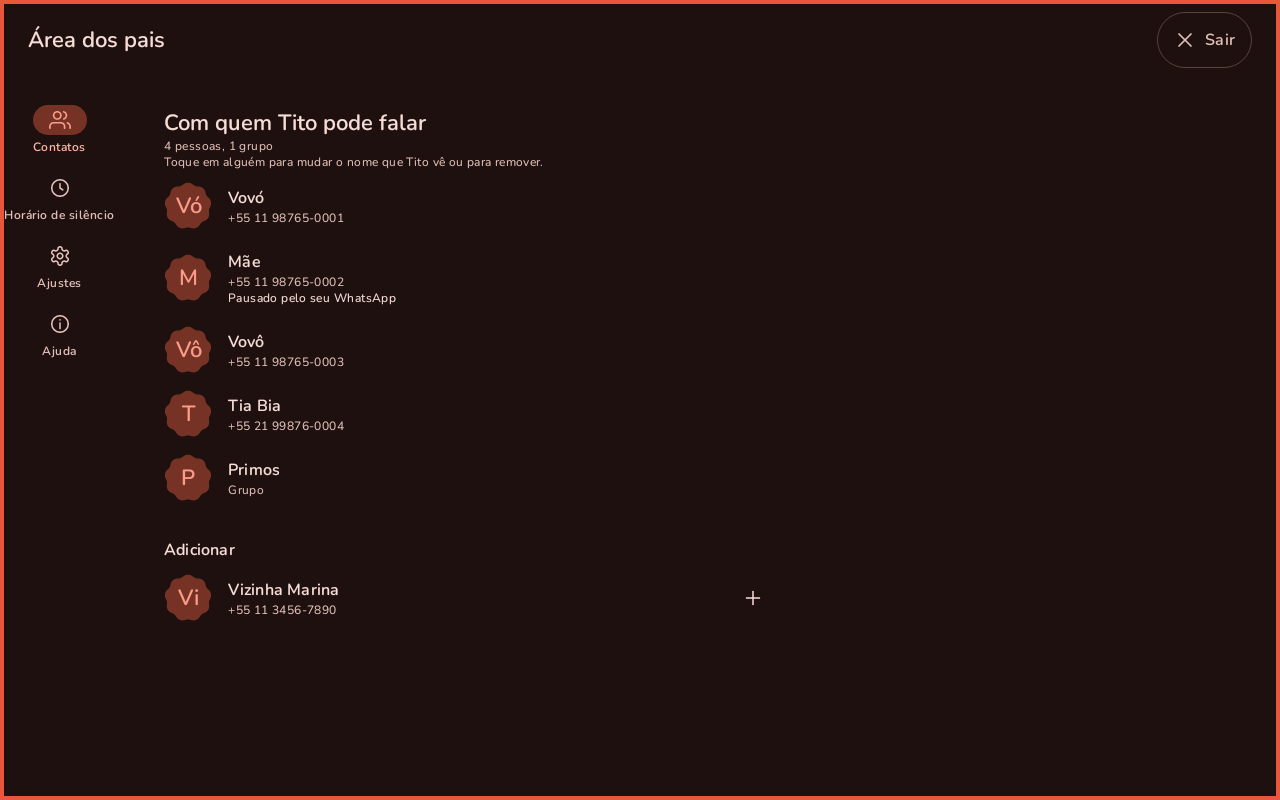 Área dos pais
Sair
Contatos
Horário de silêncio
Ajustes
Ajuda
Com quem Tito pode falar
4 pessoas, 1 grupo
Toque em alguém para mudar o nome que Tito vê ou para remover.
Vó
Vovó
+55 11 98765-0001
M
Mãe
+55 11 98765-0002
Pausado pelo seu WhatsApp
Vô
Vovô
+55 11 98765-0003
T
Tia Bia
+55 21 99876-0004
P
Primos
Grupo
Adicionar
Vi
Vizinha Marina
+55 11 3456-7890